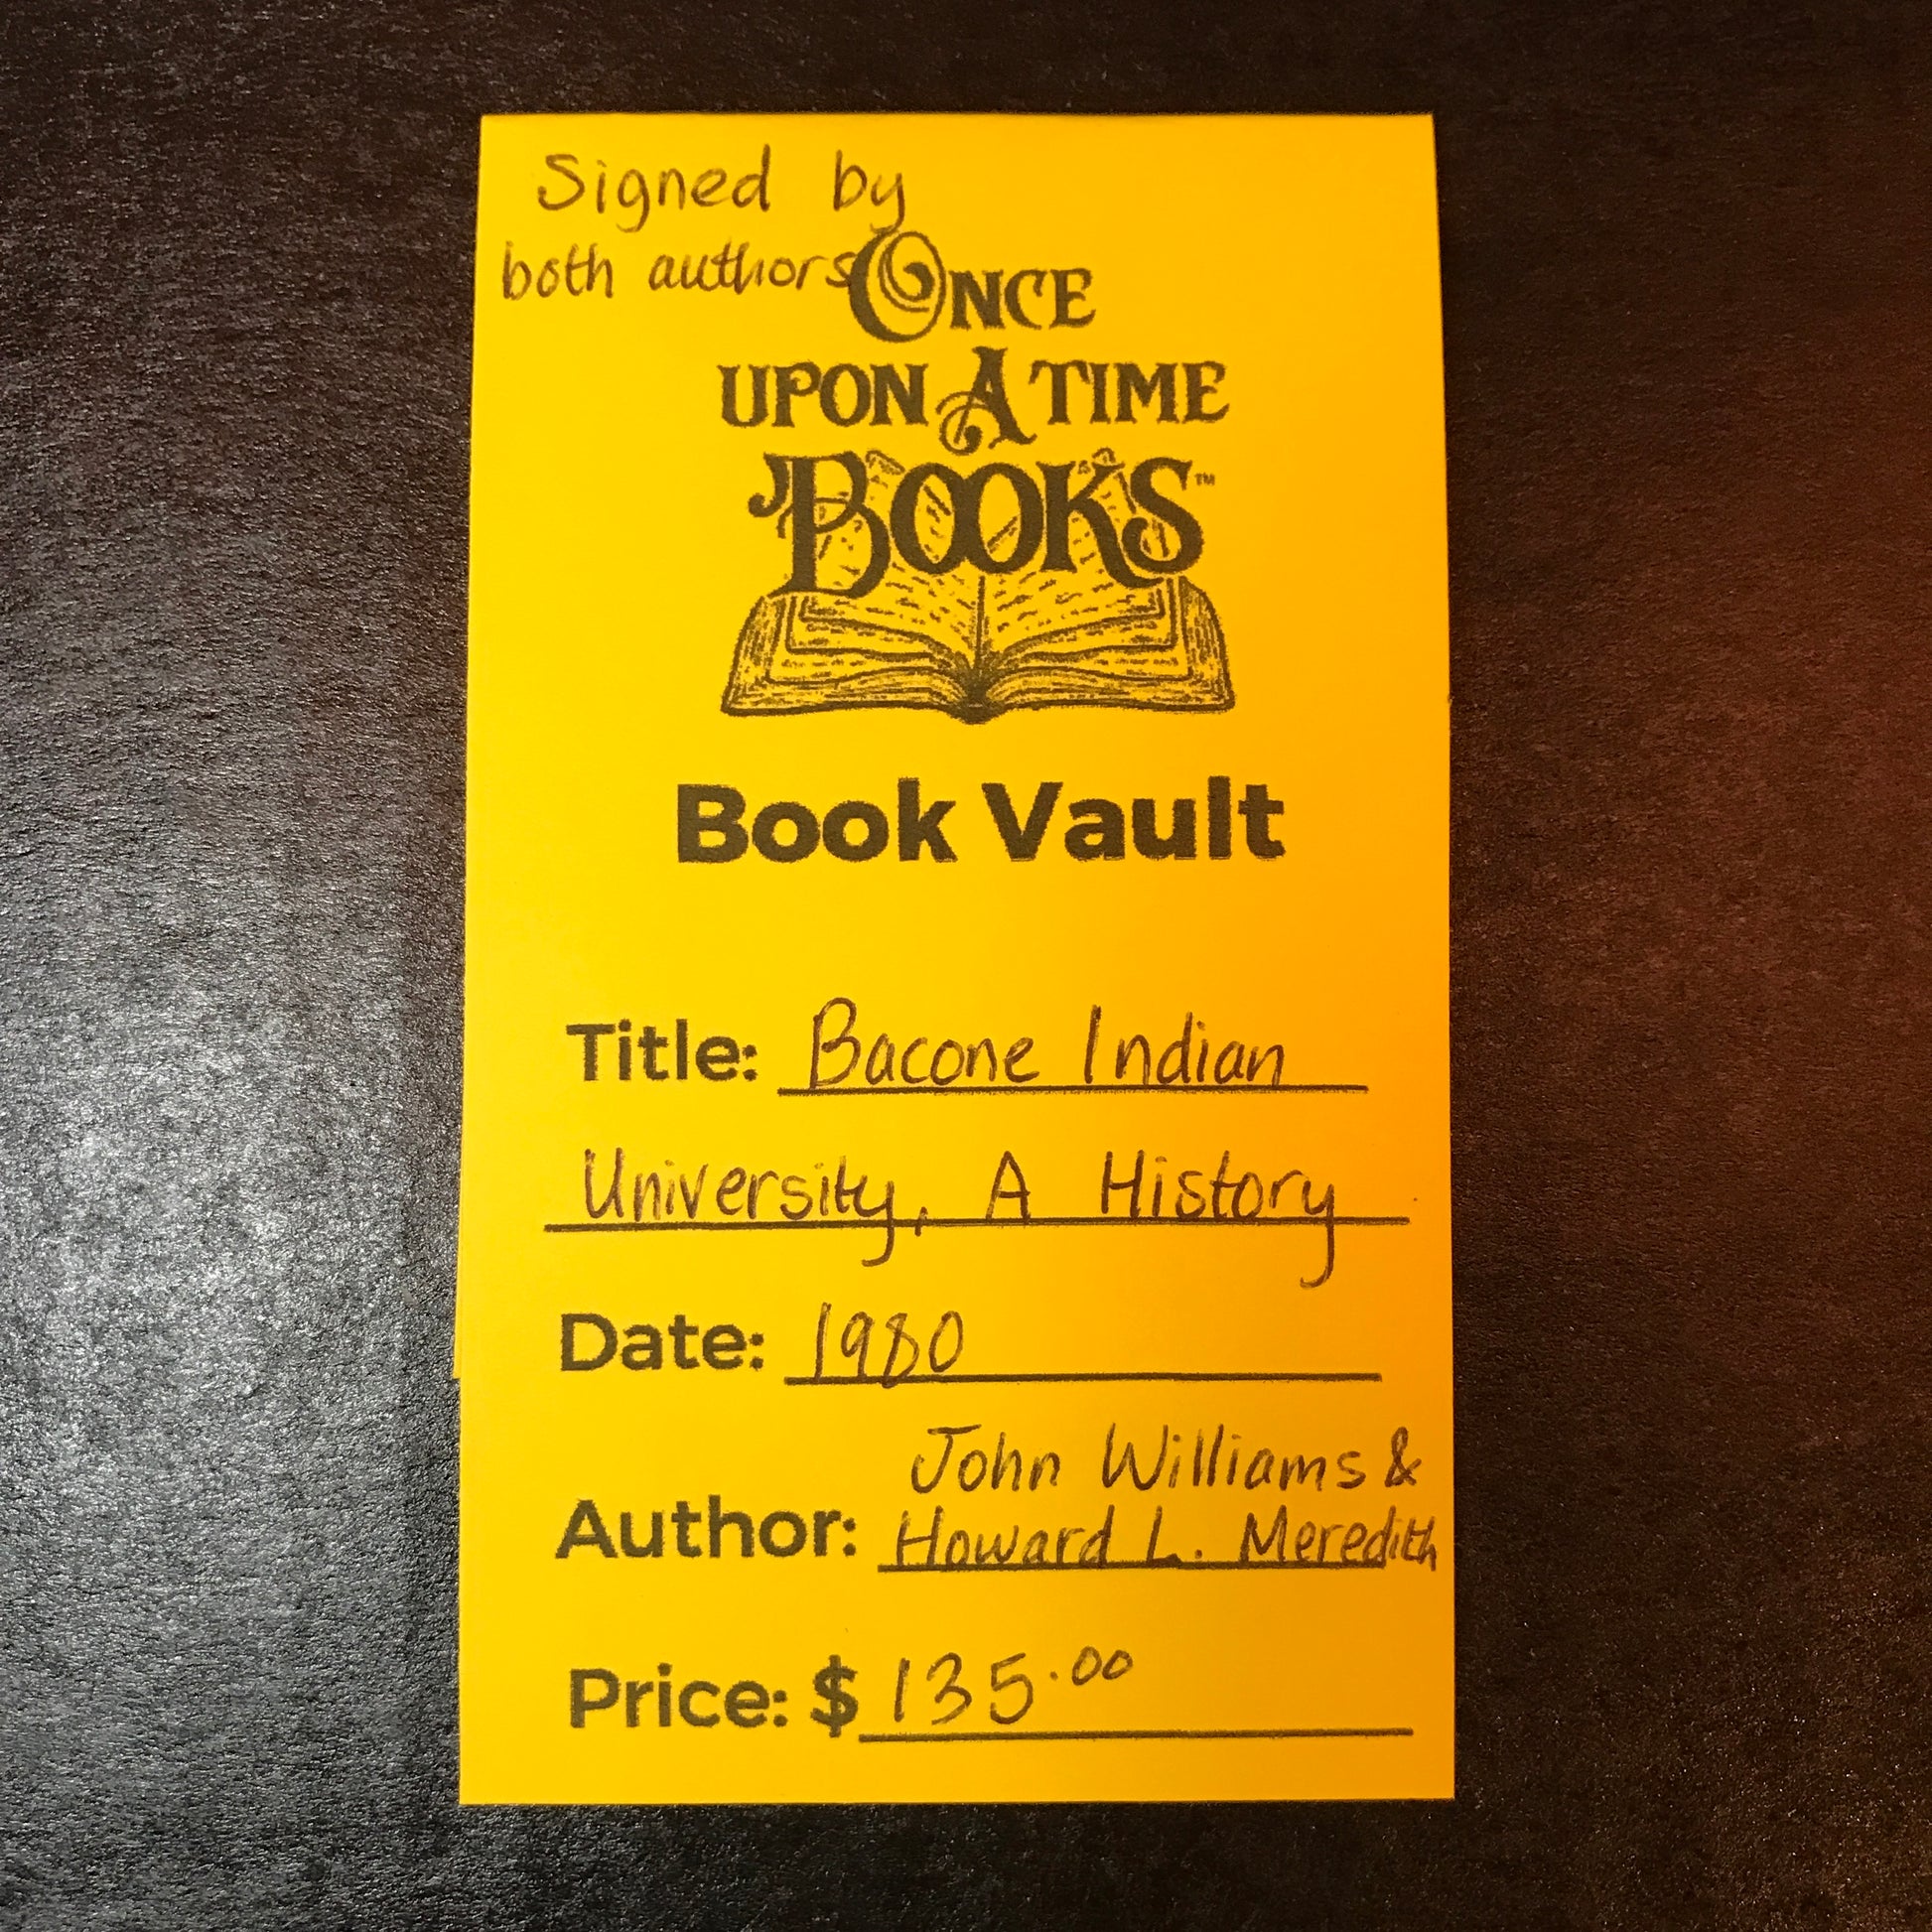 Signed by
both authors
ONCE
UPON A TIME
BOOKS™
Book Vault
Title: Bacone Indian
University, A History
Date: 1980
John Williams &
Author: Howard L. Meredith
Price: $ 135.00